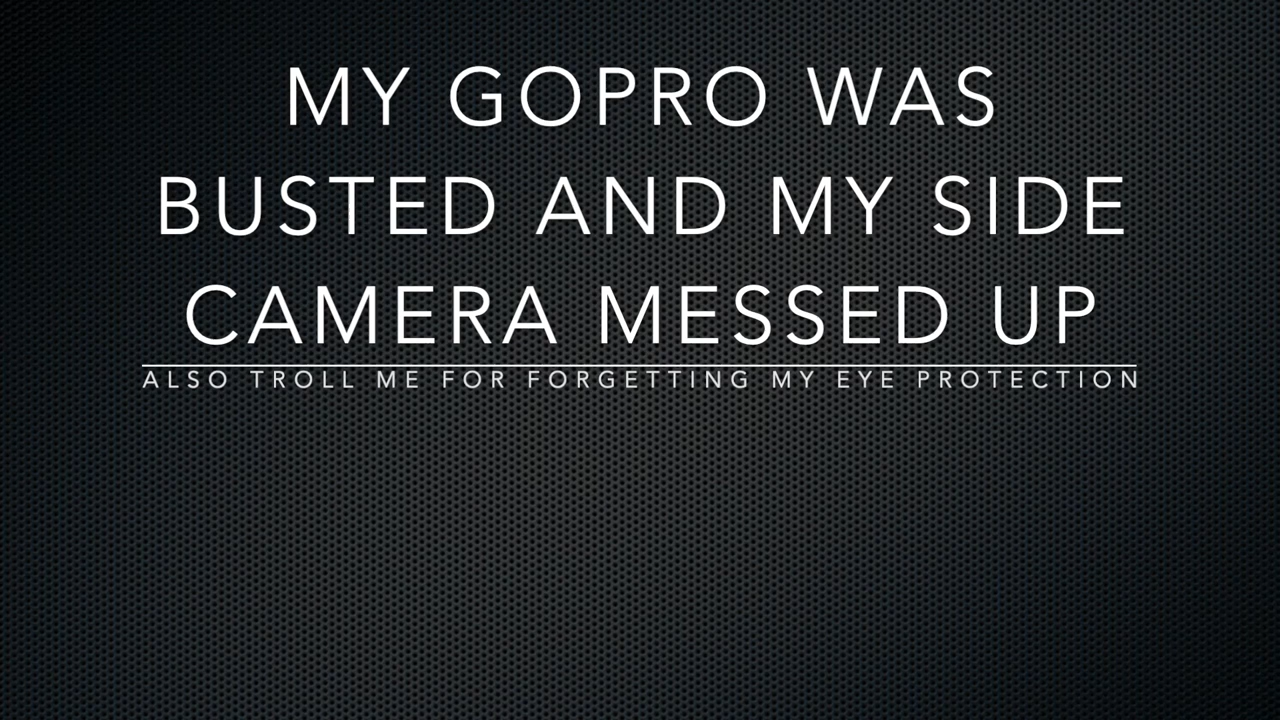 MY GOPRO WAS
BUSTED AND MY SIDE
CAMERA MESSED UP
ALSO TROLL ME FOR FORGETTING MY EYE PROTECTION